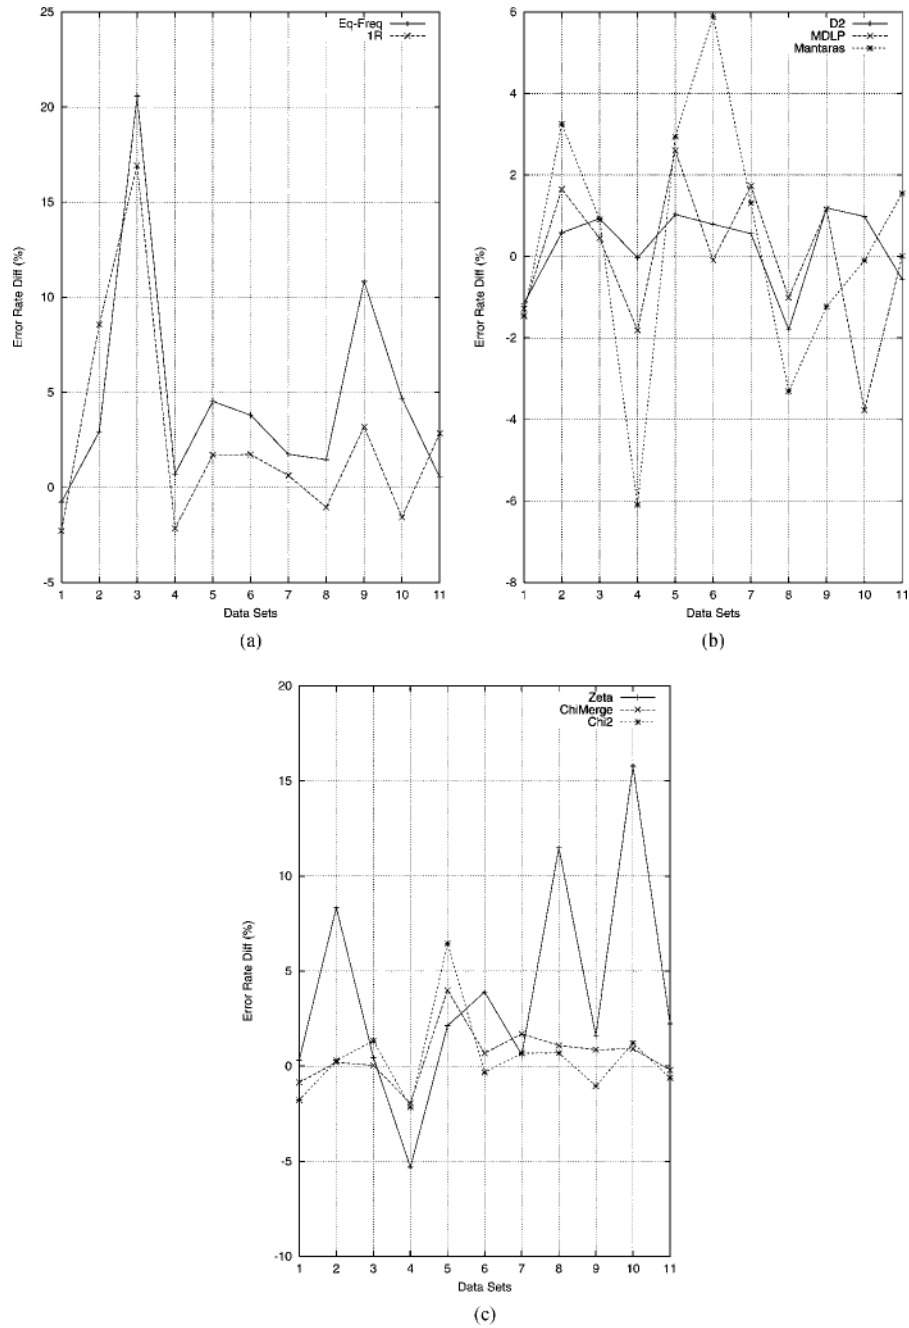 Eq-Freq
1R
25
20
15
10
5
0
-5
Error Rate Diff (%)
1 2 3 4 5 6 7 8 9 10 11
Data Sets
(a)
D2
MDLP
Mantaras
6
4
2
0
-2
-4
-6
-8
Error Rate Diff (%)
1 2 3 4 5 6 7 8 9 10 11
Data Sets
(b)
Zeta
ChiMerge
Chi2
20
15
10
5
0
-5
-10
Error Rate Diff (%)
1 2 3 4 5 6 7 8 9 10 11
Data Sets
(c)